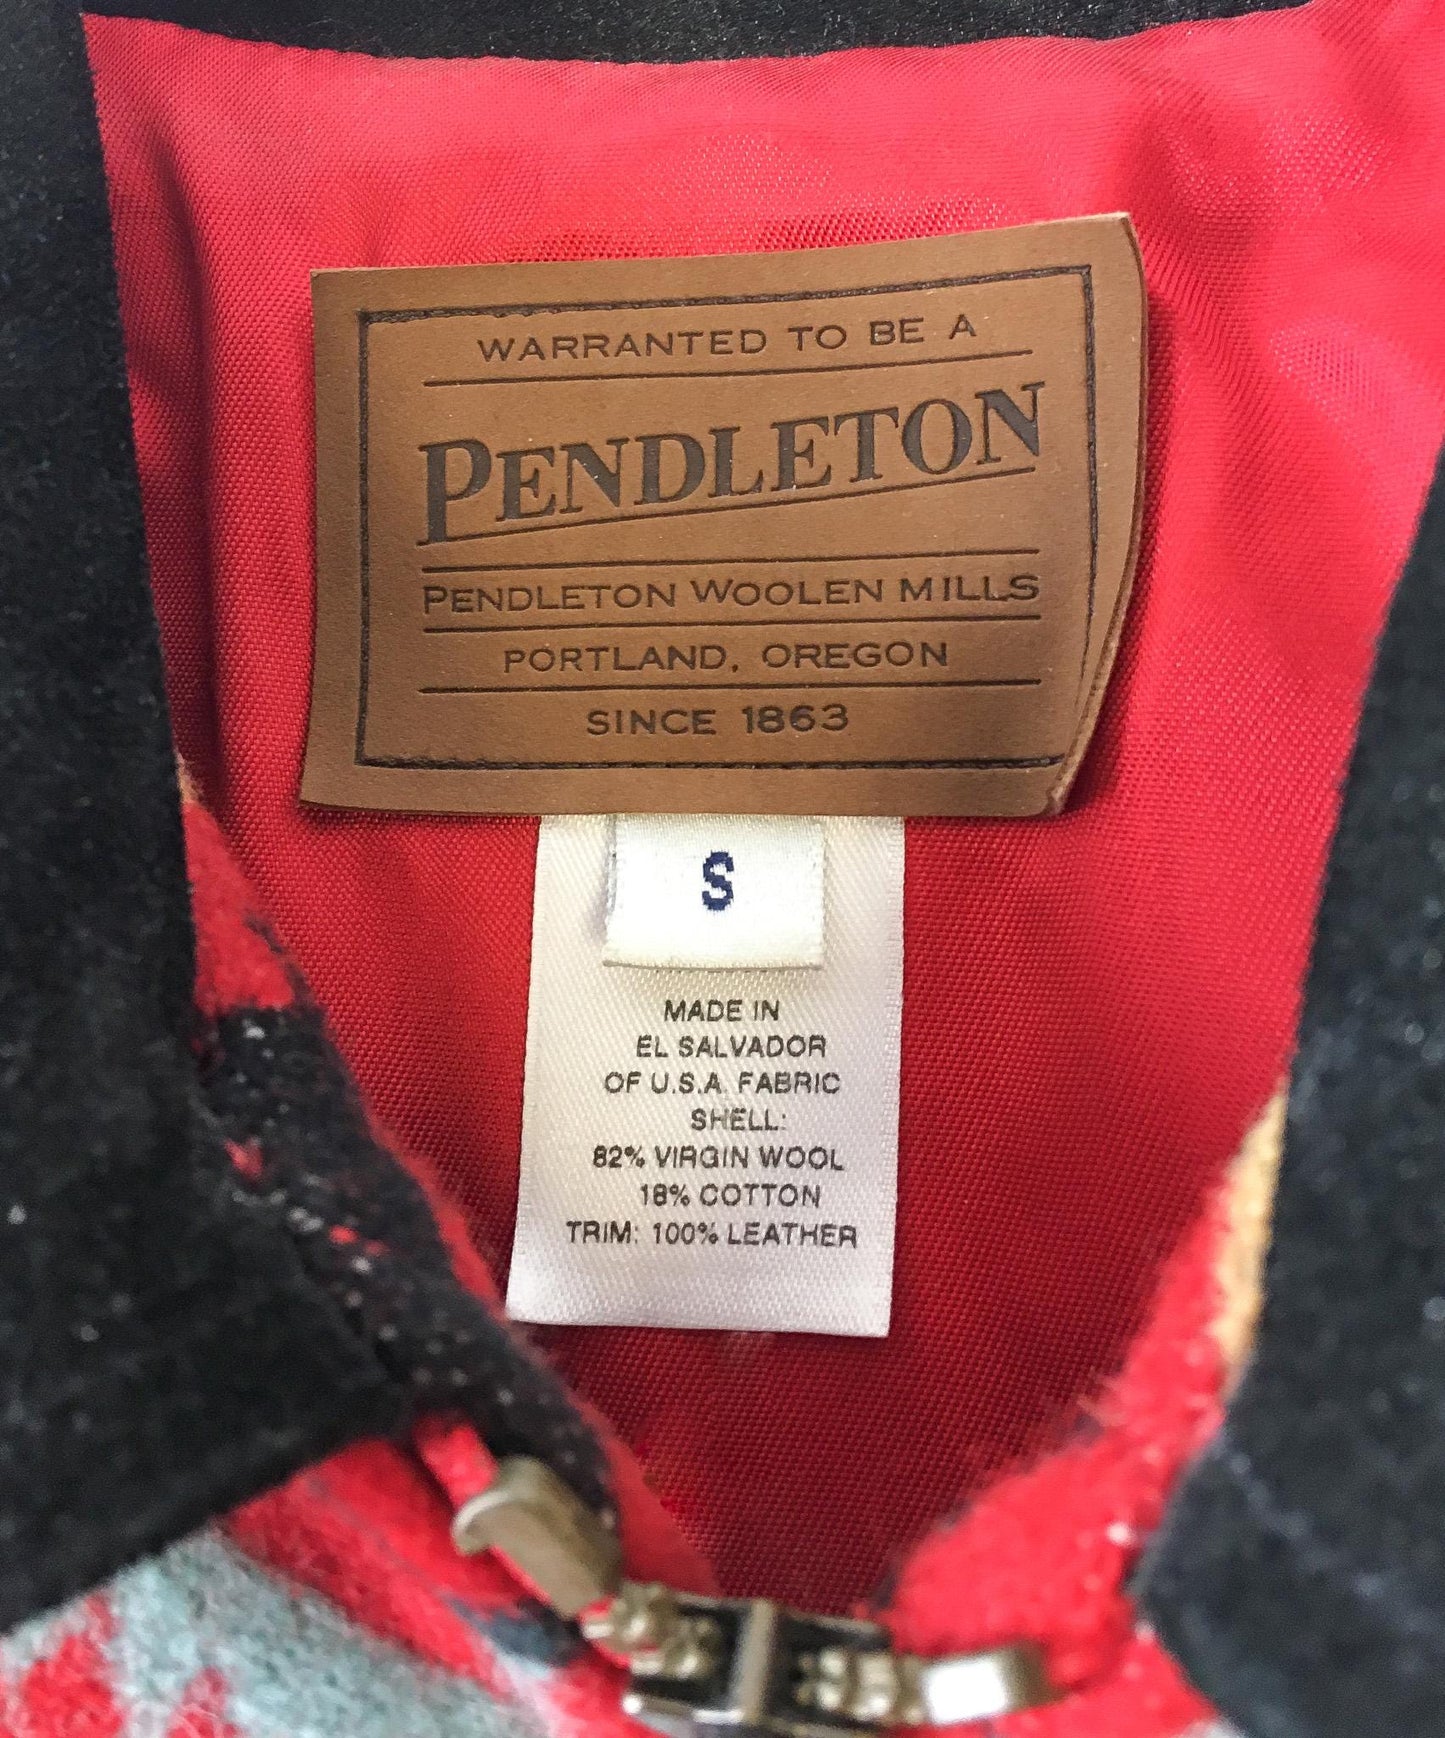 WARRANTED TO BE A
PENDLETON
PENDLETON WOOLEN MILLS
PORTLAND, OREGON
SINCE 1863
S
MADE IN
EL SALVADOR
OF U.S.A. FABRIC
SHELL:
82% VIRGIN WOOL
18% COTTON
TRIM: 100% LEATHER